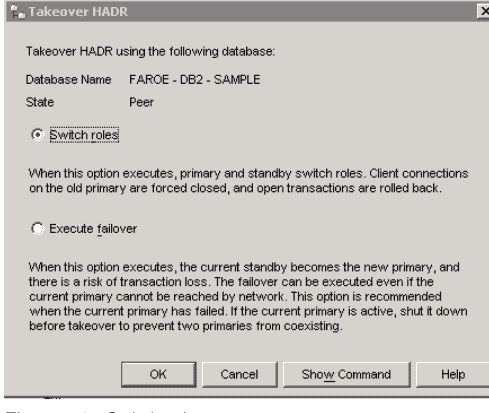 Takeover HADR
Takeover HADR using the following database:
Database Name FAROE - DB2 - SAMPLE
State Peer
Switch roles
When this option executes, primary and standby switch roles. Client connections
on the old primary are forced closed, and open transactions are rolled back.
Execute failover
When this option executes, the current standby becomes the new primary, and
there is a risk of transaction loss. The failover can be executed even if the
current primary cannot be reached by network. This option is recommended
when the current primary has failed. If the current primary is active, shut it down
before takeover to prevent two primaries from coexisting.
OK Cancel Show Command Help